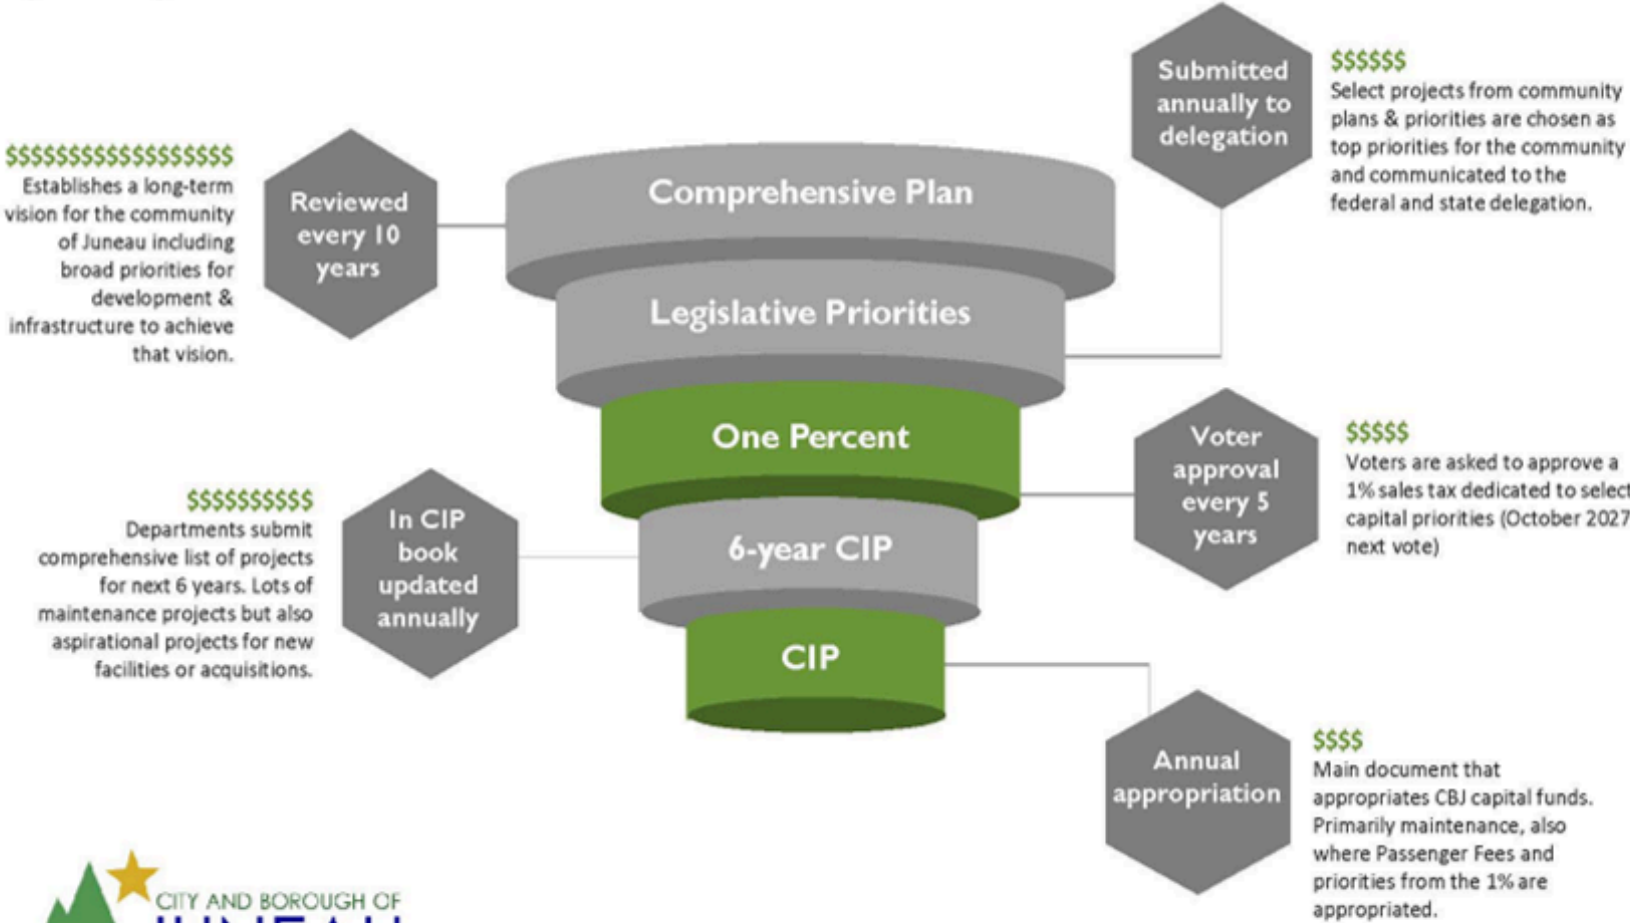 $$$$$$$$$$$$$$$$$$
Establishes a long-term
vision for the community
of Juneau including
broad priorities for
development &
infrastructure to achieve
that vision.
Reviewed
every 10
years
Comprehensive Plan
Submitted
annually to
delegation
$$$$$$
Select projects from community
plans & priorities are chosen as
top priorities for the community
and communicated to the
federal and state delegation.
Legislative Priorities
One Percent
Voter
approval
every 5
years
$$$$$
Voters are asked to approve a
1% sales tax dedicated to select
capital priorities (October 2027
next vote)
$$$$$$$$$$
Departments submit
comprehensive list of projects
for next 6 years. Lots of
maintenance projects but also
aspirational projects for new
facilities or acquisitions.
In CIP
book
updated
annually
6-year CIP
CIP
Annual
appropriation
$$$$
Main document that
appropriates CBJ capital funds.
Primarily maintenance, also
where Passenger Fees and
priorities from the 1% are
appropriated.
CITY AND BOROUGH OF
JUNEAU